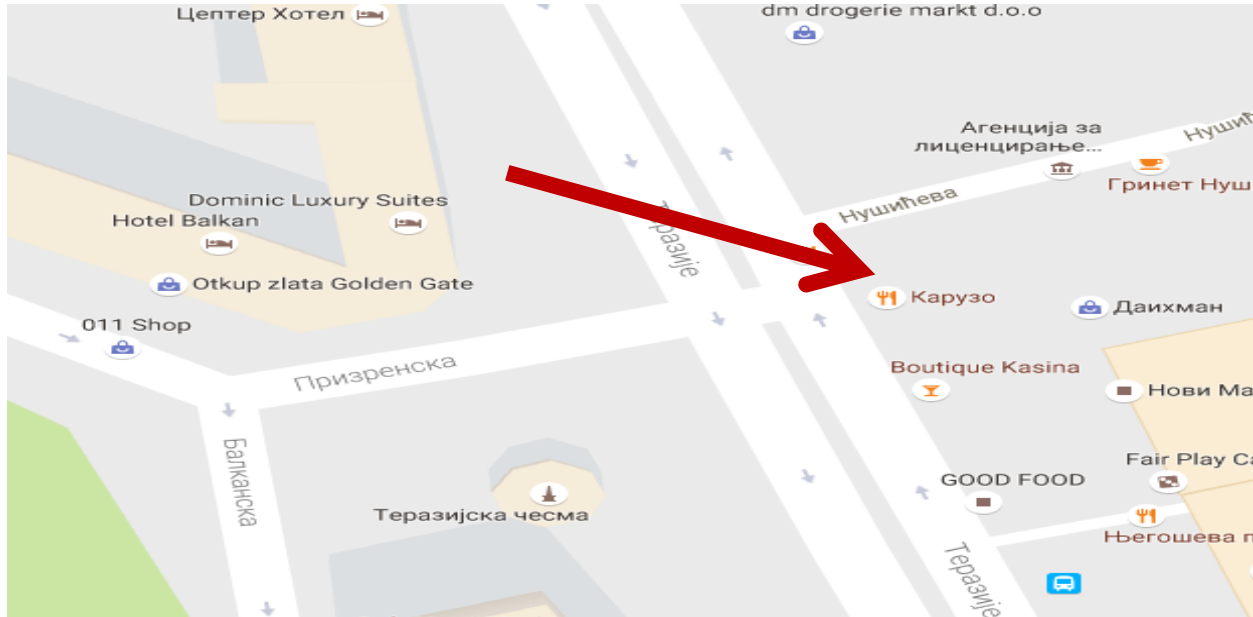 Цептер Хотел
dm drogerie markt d.o.o
Агенција за
лиценцирање...
Нушић
Гринет Нуш
Нушићева
Dominic Luxury Suites
Hotel Balkan
Теразије
Otkup zlata Golden Gate
Карузо
Даихман
011 Shop
Призренска
Boutique Kasina
Нови Ма
Балканска
Fair Play Ca
GOOD FOOD
Теразијска чесма
Његошева п
Теразије